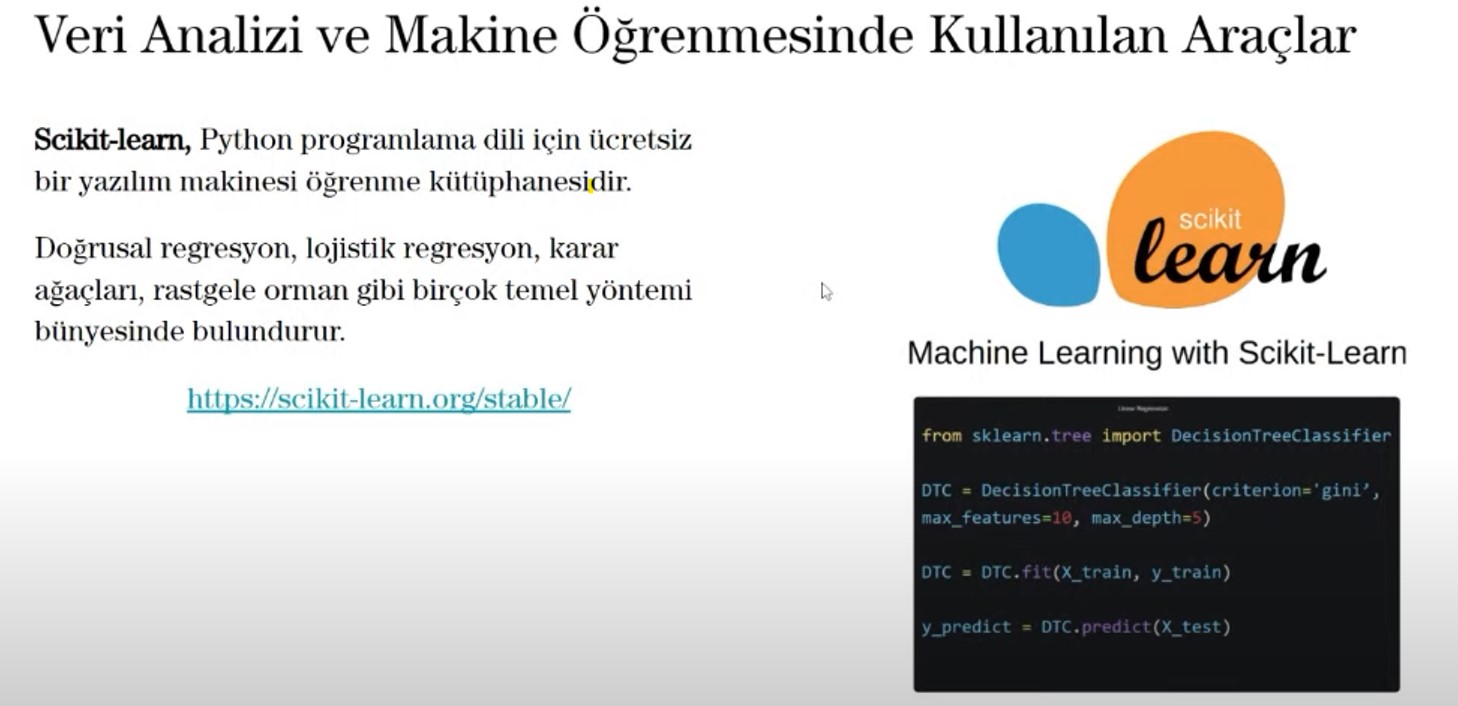 Veri Analizi ve Makine Öğrenmesinde Kullanılan Araçlar
Scikit-learn, Python programlama dili için ücretsiz
bir yazılım makinesi öğrenme kütüphanesidir.
Doğrusal regresyon, lojistik regresyon, karar
ağaçları, rastgele orman gibi birçok temel yöntemi
bünyesinde bulundurur.
https://scikit-learn.org/stable/
scikit
learn
Machine Learning with Scikit-Learn
Linear Regression
from sklearn.tree import DecisionTreeClassifier
DTC = DecisionTreeClassifier(criterion='gini’,
max_features=10, max_depth=5)
DTC = DTC.fit(X_train, y_train)
y_predict = DTC.predict(X_test)